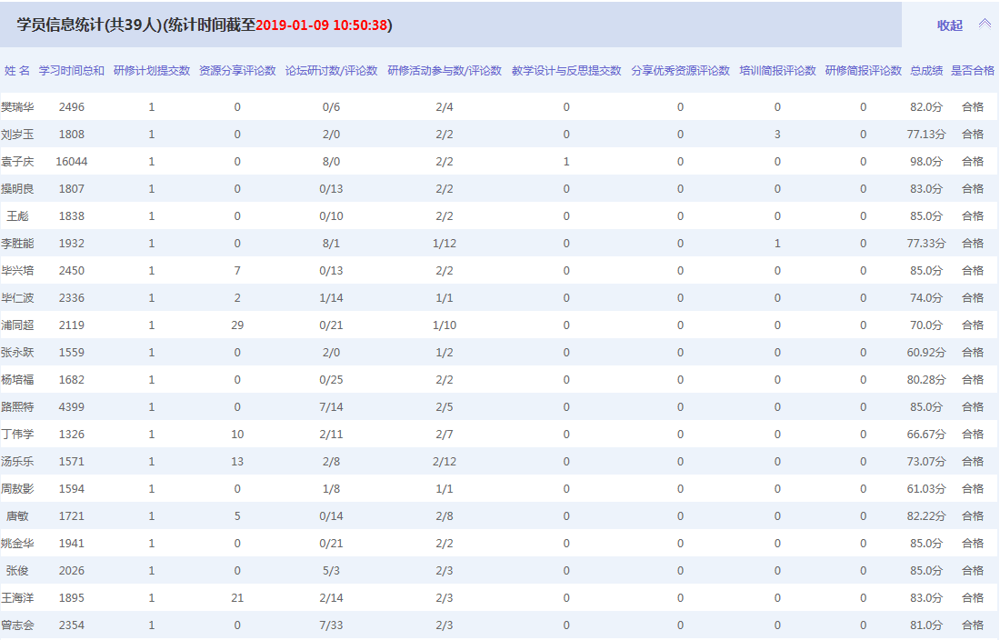 学员信息统计(共39人)(统计时间截至2019-01-09 10:50:38) 收起
姓 名 学习时间总和 研修计划提交数 资源分享评论数 论坛研讨数/评论数 研修活动参与数/评论数 教学设计与反思提交数 分享优秀资源评论数 培训简报评论数 研修简报评论数 总成绩 是否合格
樊瑞华 2496 1 0 0/6 2/4 0 0 0 0 82.0分 合格
刘岁玉 1808 1 0 2/0 2/2 0 0 3 0 77.13分 合格
袁子庆 16044 1 0 8/0 2/2 1 0 0 0 98.0分 合格
操明良 1807 1 0 0/13 2/2 0 0 0 0 83.0分 合格
王彪 1838 1 0 0/10 2/2 0 0 0 0 85.0分 合格
李胜能 1932 1 0 8/1 1/12 0 0 1 0 77.33分 合格
毕兴培 2450 1 7 0/13 2/2 0 0 0 0 85.0分 合格
毕仁波 2336 1 2 1/14 1/1 0 0 0 0 74.0分 合格
浦同超 2119 1 29 0/21 1/10 0 0 0 0 70.0分 合格
张永跃 1559 1 0 2/0 1/2 0 0 0 0 60.92分 合格
杨培福 1682 1 0 0/25 2/2 0 0 0 0 80.28分 合格
路熙特 4399 1 0 7/14 2/5 0 0 0 0 85.0分 合格
丁伟学 1326 1 10 2/11 2/7 0 0 0 0 66.67分 合格
汤乐乐 1571 1 13 2/8 2/12 0 0 0 0 73.07分 合格
周敖影 1594 1 0 1/8 1/1 0 0 0 0 61.03分 合格
唐敏 1721 1 5 0/14 2/8 0 0 0 0 82.22分 合格
姚金华 1941 1 0 0/21 2/2 0 0 0 0 85.0分 合格
张俊 2026 1 0 5/3 2/3 0 0 0 0 85.0分 合格
王海洋 1895 1 21 2/14 2/3 0 0 0 0 83.0分 合格
曾志会 2354 1 0 7/33 2/3 0 0 0 0 81.0分 合格